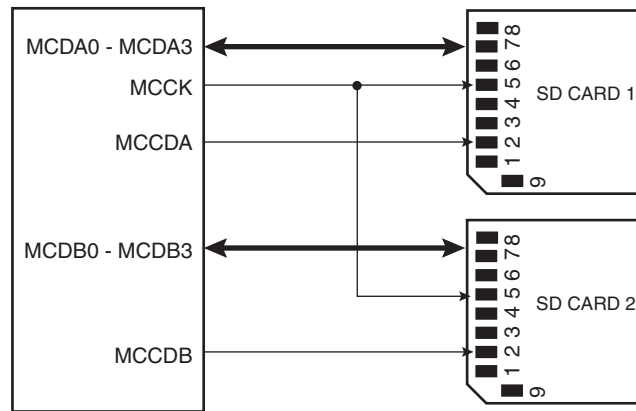 MCDA0 - MCDA3
MCCK
MCCDA
MCDB0 - MCDB3
MCCDB
8
7
6
5
4
3
2
1
9
SD CARD 1
8
7
6
5
4
3
2
1
9
SD CARD 2